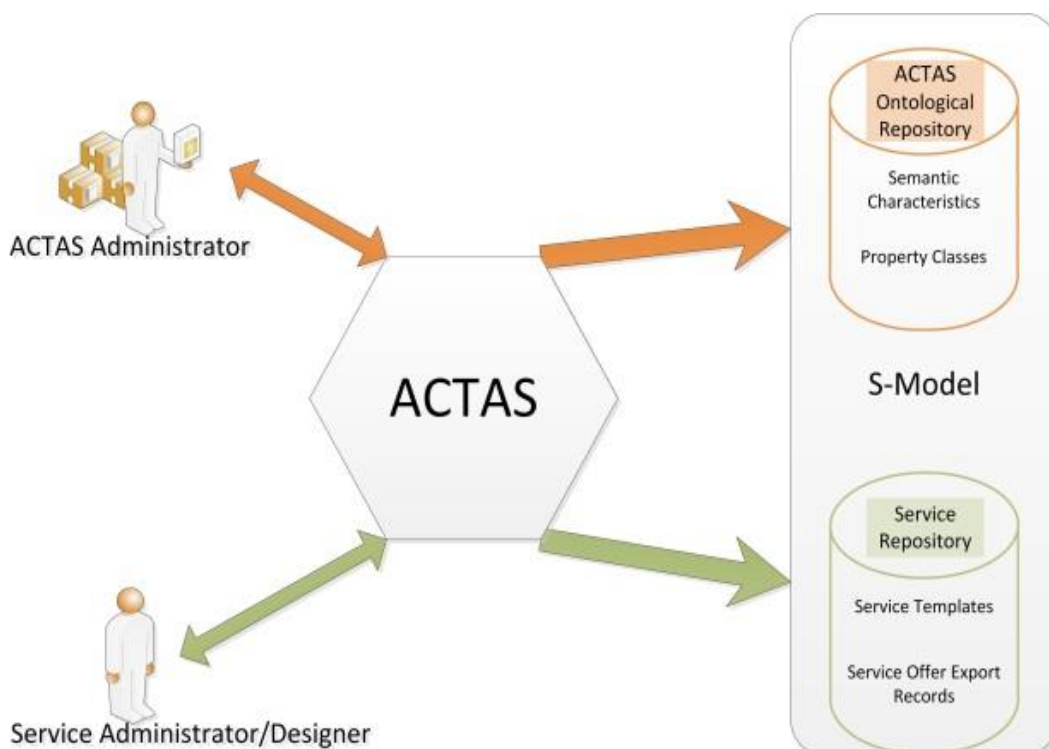 ACTAS Administrator
ACTAS
Service Administrator/Designer
ACTAS
Ontological
Repository
Semantic
Characteristics
Property Classes
S-Model
Service
Repository
Service Templates
Service Offer Export
Records